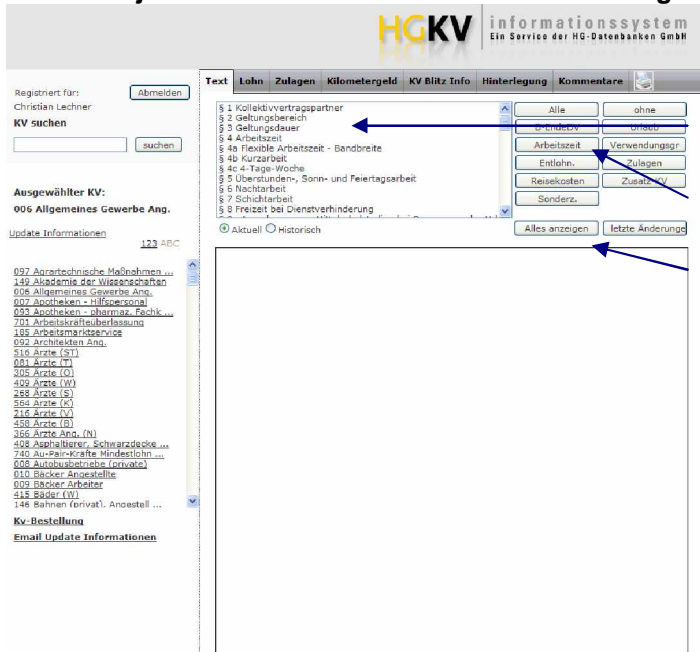 HGKV informationssystem
Ein Service der HG-Datenbanken GmbH
Registriert für: Abmelden
Christian Lechner
KV suchen
suchen
Ausgewählter KV:
006 Allgemeines Gewerbe Ang.
Update Informationen
123 ABC
097 Agrartechnische Maßnahmen ...
149 Akademie der Wissenschaften
006 Allgemeines Gewerbe Ang.
007 Apotheken - Hilfspersonal
093 Apotheken - pharmaz. Fachk ...
701 Arbeitskräfteüberlassung
185 Arbeitsmarktservice
092 Architekten Ang.
516 Ärzte (ST)
081 Ärzte (T)
305 Ärzte (O)
409 Ärzte (W)
268 Ärzte (S)
564 Ärzte (K)
216 Ärzte (V)
458 Ärzte (B)
366 Ärzte Ang. (N)
408 Asphaltierer, Schwarzdecke ...
740 Au-Pair-Kräfte Mindestlohn ...
008 Autobusbetriebe (private)
010 Bäcker Angestellte
009 Bäcker Arbeiter
415 Bäder (W)
146 Bahnen (privat), Angestell ...
Kv-Bestellung
Email Update Informationen
Text Lohn Zulagen Kilometergeld KV Blitz Info Hinterlegung Kommentare
§ 1 Kollektivvertragspartner
§ 2 Geltungsbereich
§ 3 Geltungsdauer
§ 4 Arbeitszeit
§ 4a Flexible Arbeitszeit - Bandbreite
§ 4b Kurzarbeit
§ 4c 4-Tage-Woche
§ 5 Überstunden-, Sonn- und Feiertagsarbeit
§ 6 Nachtarbeit
§ 7 Schichtarbeit
§ 8 Freizeit bei Dienstverhinderung
Aktuell Historisch
Alle ohne
Urlaub
Arbeitszeit Verwendungsgr
Entlohn. Zulagen
Reisekosten Zusatz-KV
Sonderz.
Alles anzeigen letzte Änderunge